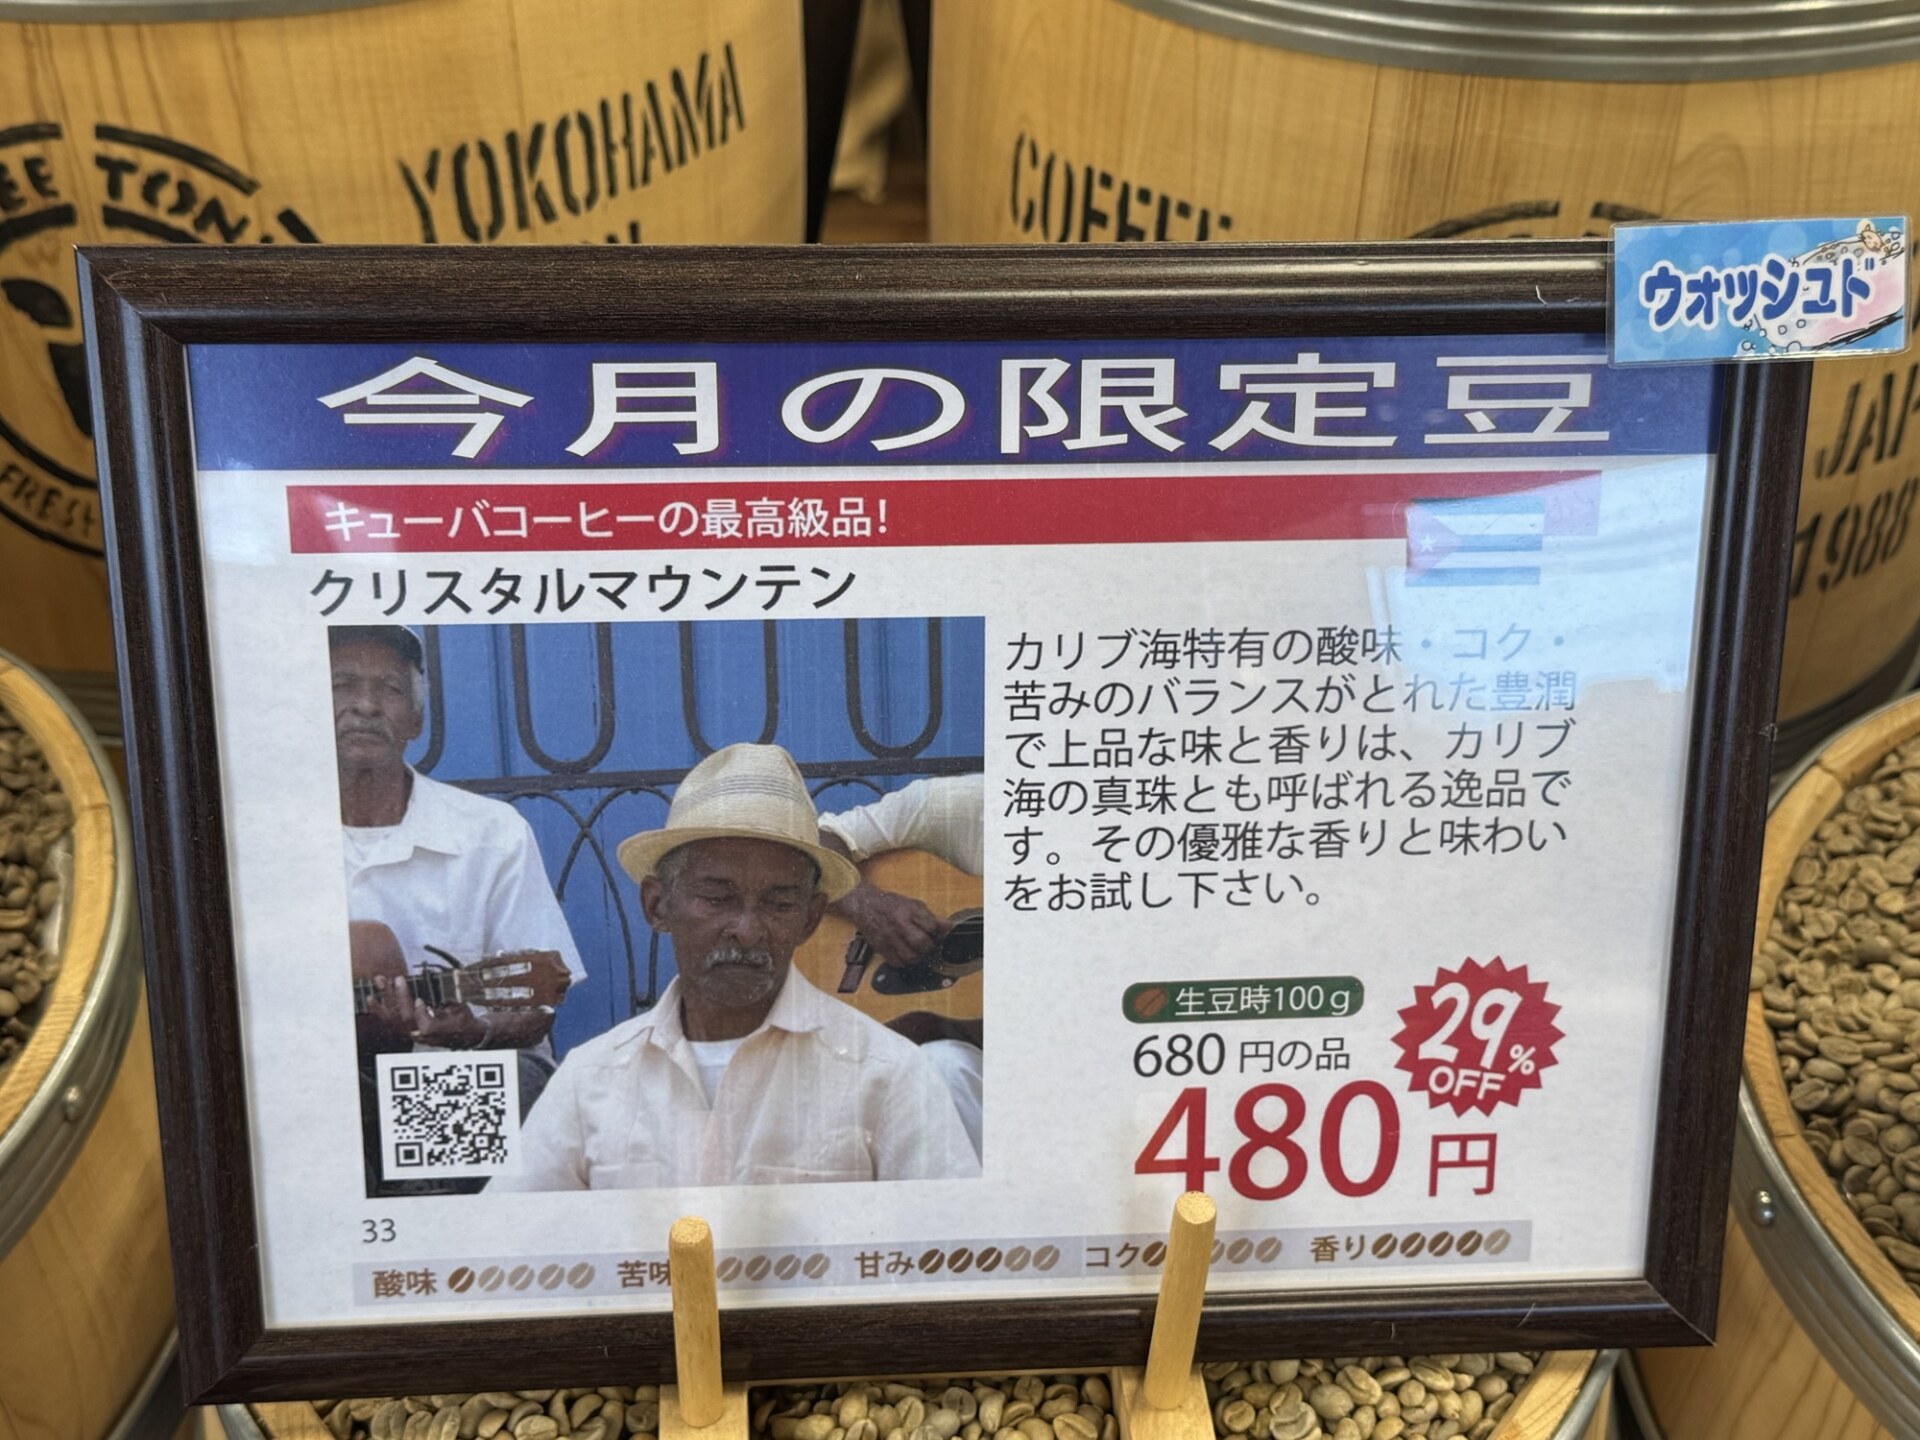 YOKOHAMA
COFFEE
TON
ウォッシュド
今月の限定豆
キューバコーヒーの最高級品!
クリスタルマウンテン
カリブ海特有の酸味・コク・
苦みのバランスがとれた豊潤
で上品な味と香りは、カリブ
海の真珠とも呼ばれる逸品で
す。その優雅な香りと味わい
をお試し下さい。
生豆時100g
680 円の品
29%
OFF
480円
33
酸味 苦味 甘み コク 香り
1988